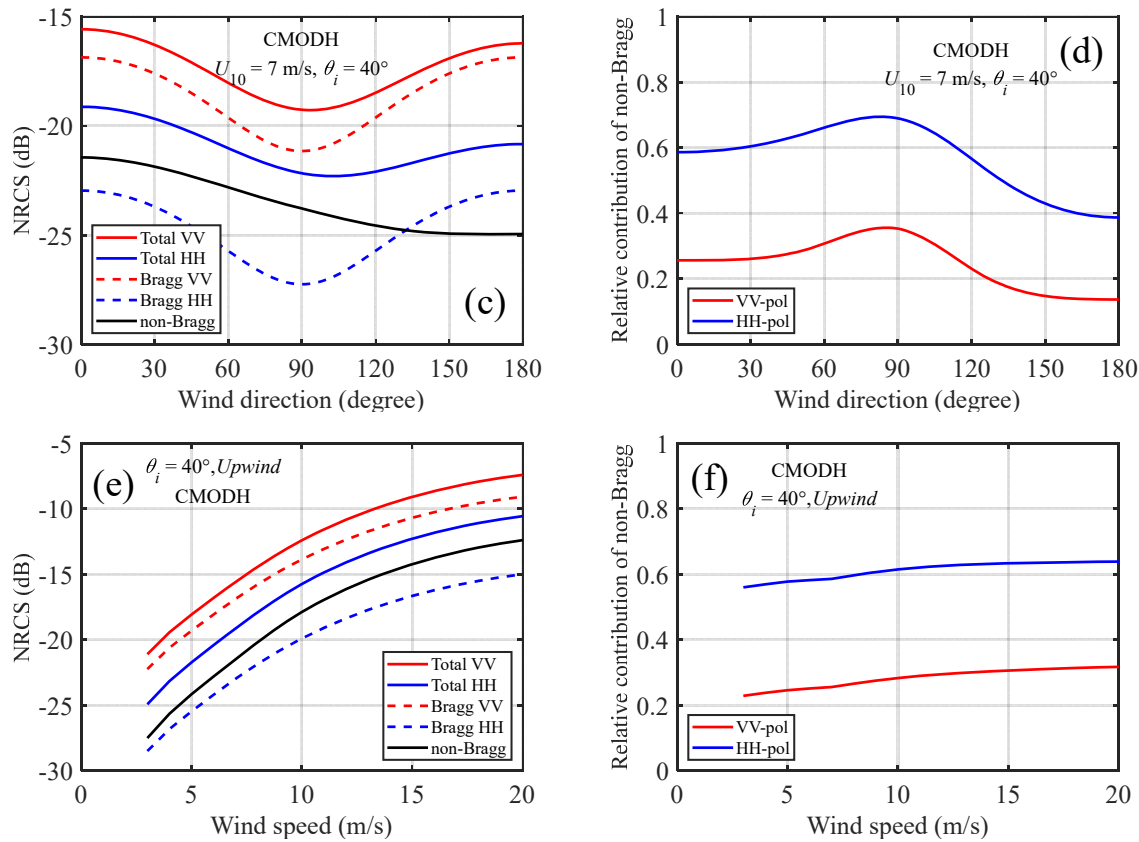 -15
-20
-25
-30
NRCS (dB)
CMODH
U10 = 7 m/s, θi = 40°
Total VV
Total HH
Bragg VV
Bragg HH
non-Bragg
(c)
0 30 60 90 120 150 180
Wind direction (degree)
1
0.8
0.6
0.4
0.2
0
Relative contribution of non-Bragg
CMODH
U10 = 7 m/s, θi = 40°
(d)
VV-pol
HH-pol
0 30 60 90 120 150 180
Wind direction (degree)
-5
-10
-15
-20
-25
-30
NRCS (dB)
(e)
θi = 40°, Upwind
CMODH
Total VV
Total HH
Bragg VV
Bragg HH
non-Bragg
0 5 10 15 20
Wind speed (m/s)
1
0.8
0.6
0.4
0.2
0
Relative contribution of non-Bragg
(f)
CMODH
θi = 40°, Upwind
VV-pol
HH-pol
0 5 10 15 20
Wind speed (m/s)